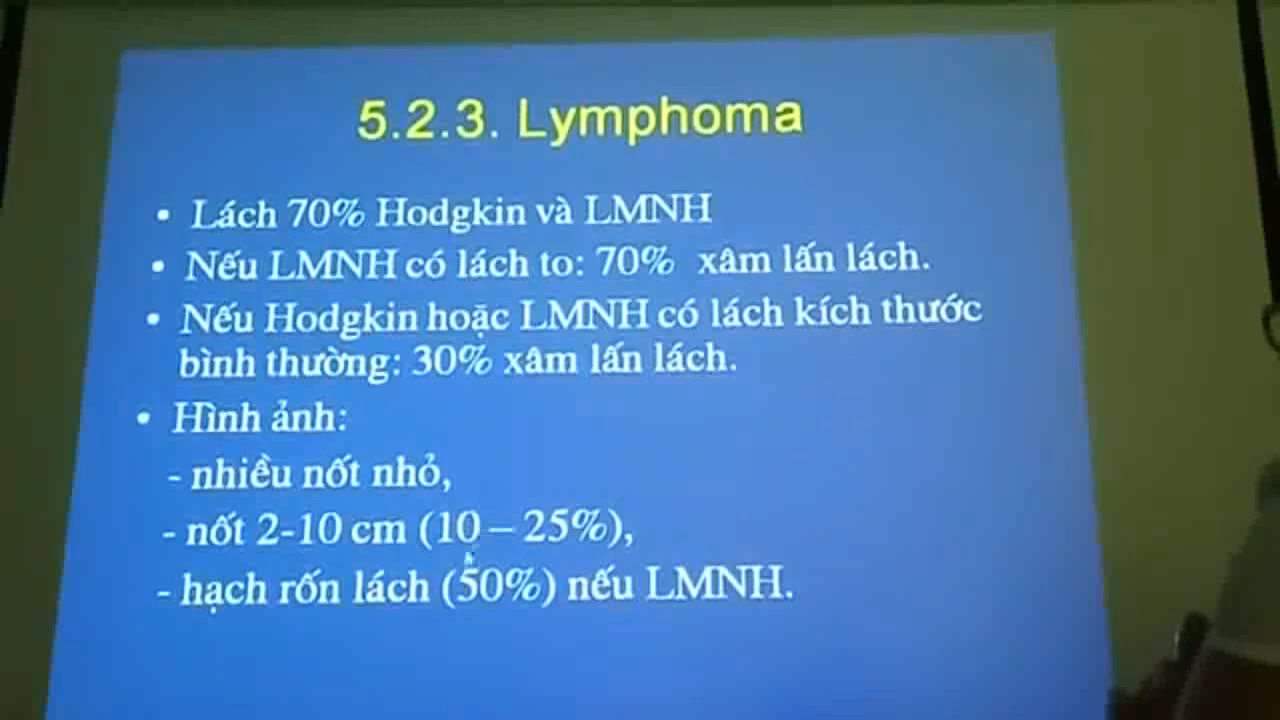 5.2.3. Lymphoma
• Lách 70% Hodgkin và LMNH
• Nếu LMNH có lách to: 70% xâm lấn lách.
• Nếu Hodgkin hoặc LMNH có lách kích thước
bình thường: 30% xâm lấn lách.
• Hình ảnh:
- nhiều nốt nhỏ,
- nốt 2-10 cm (10 – 25%),
- hạch rốn lách (50%) nếu LMNH.